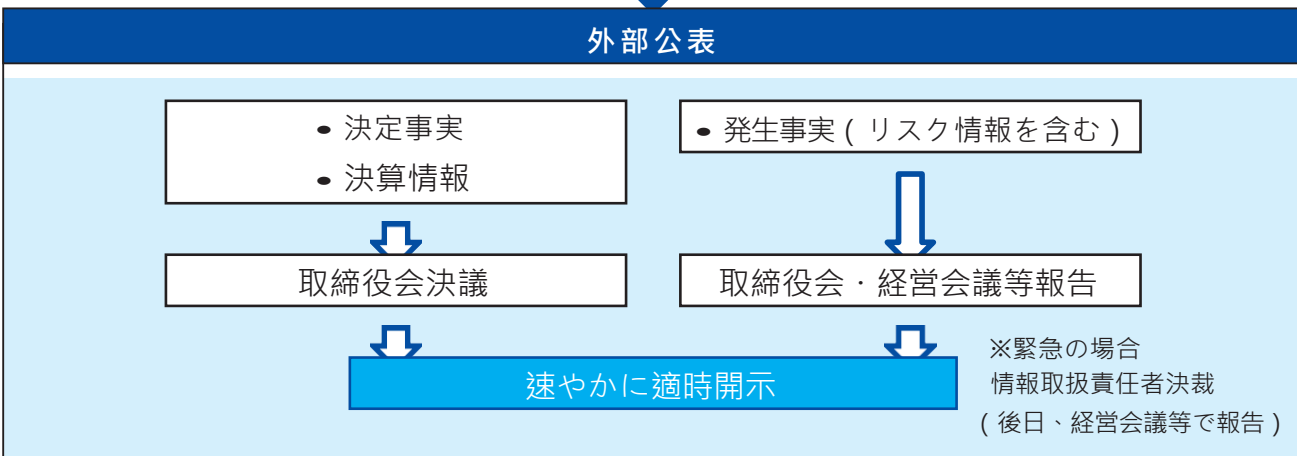 外部公表
• 決定事実
• 決算情報
• 発生事実 ( リスク情報を含む )
取締役会決議
取締役会・経営会議等報告
速やかに適時開示
※緊急の場合
情報取扱責任者決裁
( 後日、経営会議等で報告 )